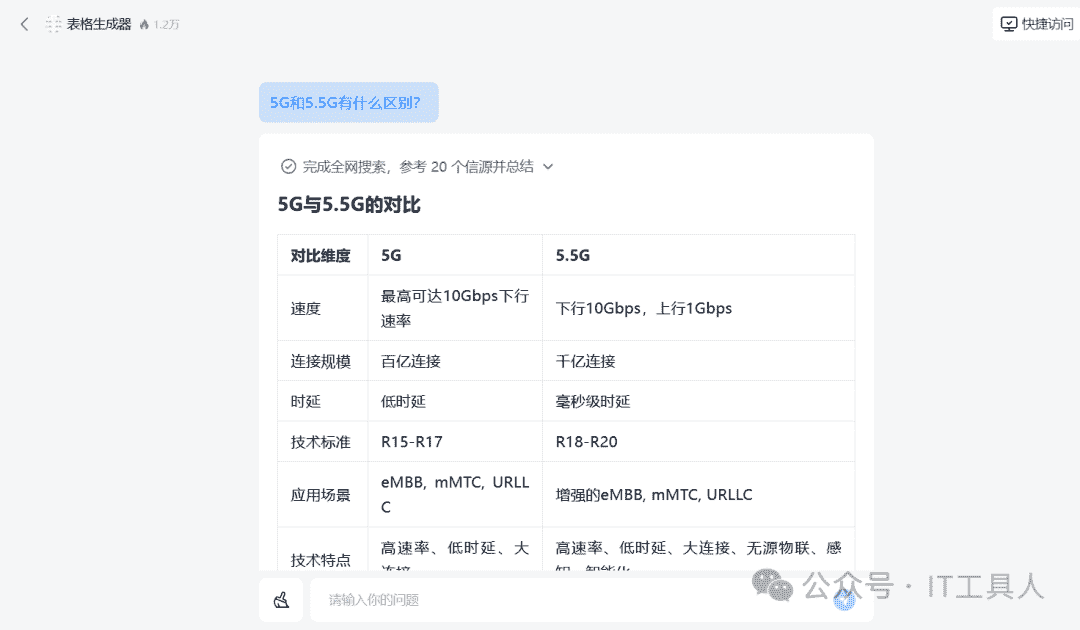 表格生成器 1.2万
快捷访问
5G和5.5G有什么区别?
完成全网搜索，参考 20 个信源并总结
5G与5.5G的对比
对比维度 5G 5.5G
速度 最高可达10Gbps下行
速率 下行10Gbps，上行1Gbps
连接规模 百亿连接 千亿连接
时延 低时延 毫秒级时延
技术标准 R15-R17 R18-R20
应用场景 eMBB, mMTC, URLL
C 增强的eMBB, mMTC, URLLC
技术特点 高速率、低时延、大 高速率、低时延、大连接、无源物联、感
请输入你的问题
公众号 · IT工具人